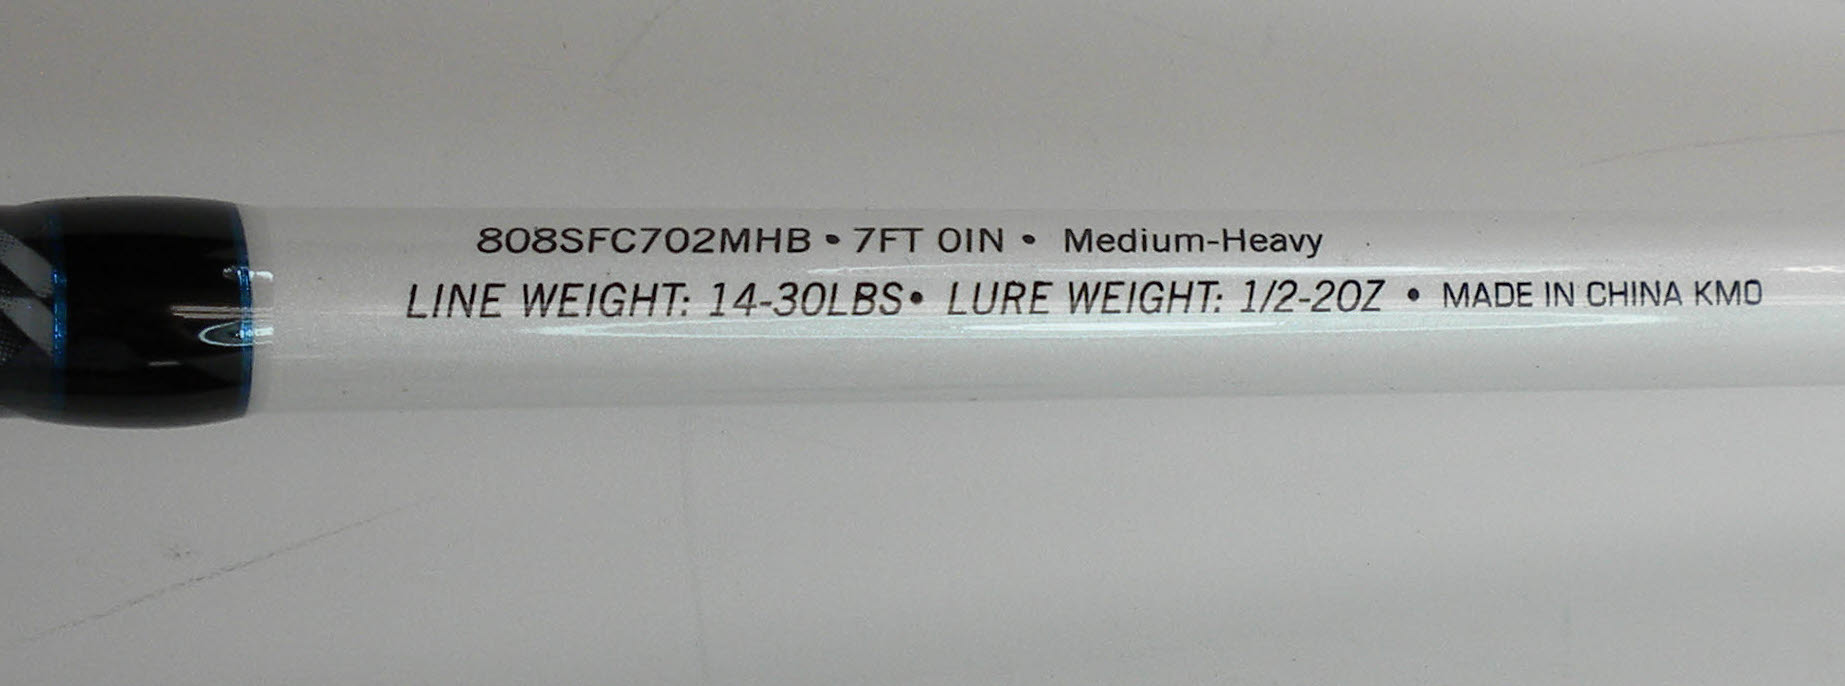 808SFC702MHB • 7FT 0IN • Medium-Heavy
LINE WEIGHT: 14-30LBS• LURE WEIGHT: 1/2-2OZ • MADE IN CHINA KMO